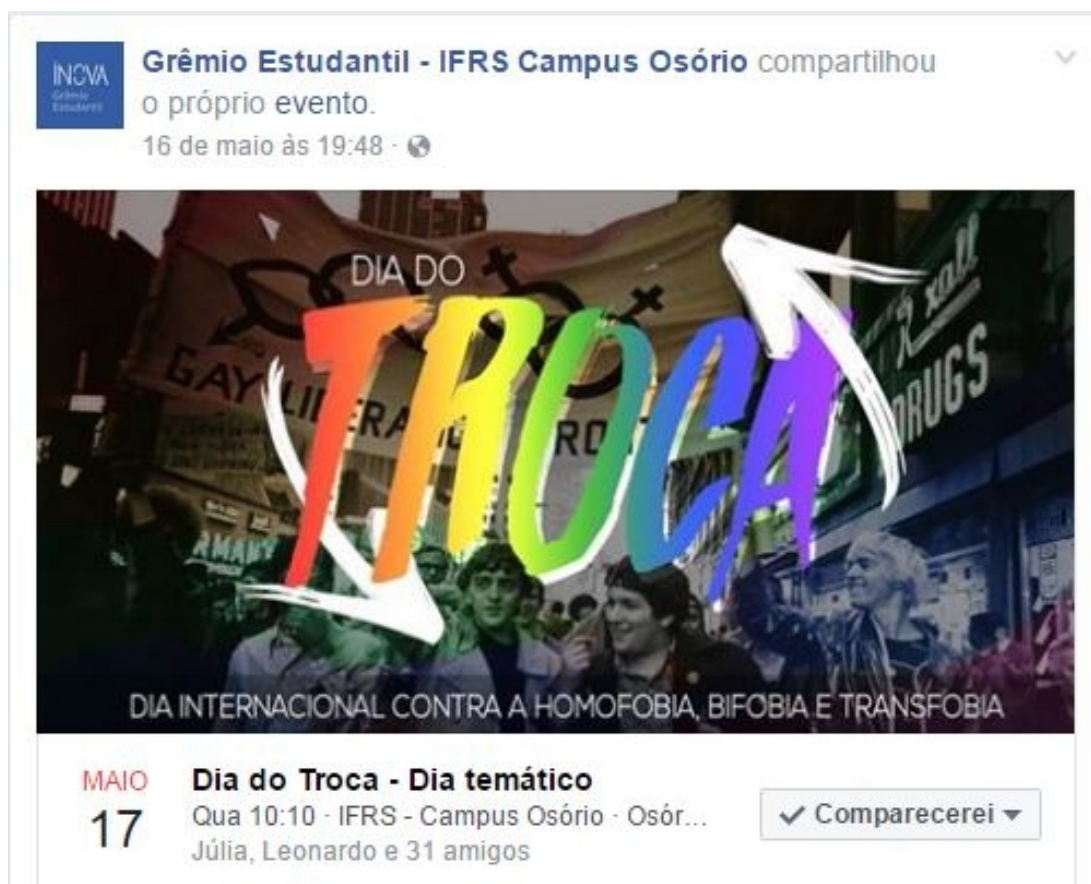 INOVA
Grêmio
Estudantil
Grêmio Estudantil - IFRS Campus Osório compartilhou
o próprio evento.
16 de maio às 19:48
DIA DO
TROCA
GAY
xall
DRUGS
DIA INTERNACIONAL CONTRA A HOMOFOBIA, BIFOBIA E TRANSFOBIA
MAIO
17
Dia do Troca - Dia temático
Qua 10:10 · IFRS - Campus Osório · Osór...
Júlia, Leonardo e 31 amigos
Comparecerei